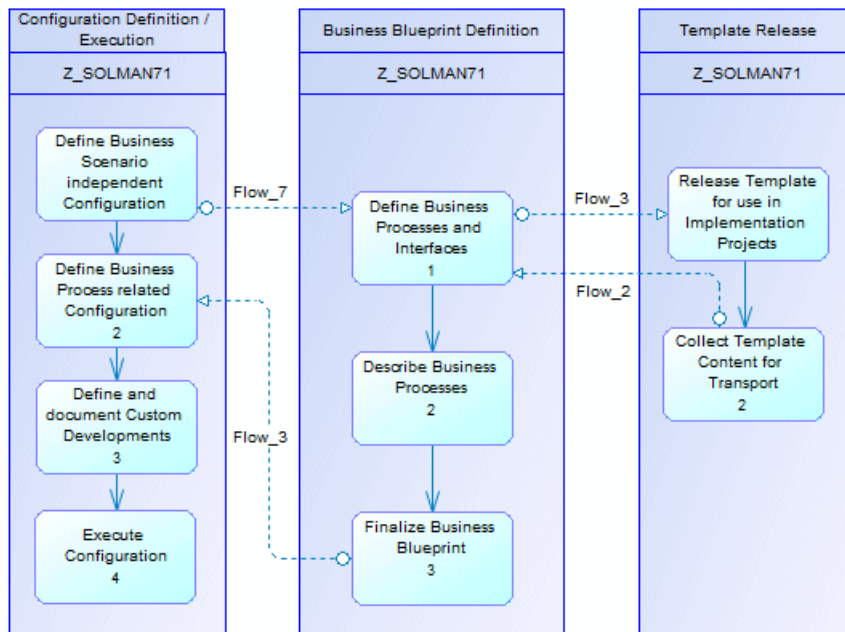 Configuration Definition /
Execution
Z_SOLMAN71
Define Business
Scenario
independent
Configuration
Define Business
Process related
Configuration
2
Define and
document Custom
Developments
3
Execute
Configuration
4
Flow_7
Flow_3
Business Blueprint Definition
Z_SOLMAN71
Define Business
Processes and
Interfaces
1
Describe Business
Processes
2
Finalize Business
Blueprint
3
Flow_3
Flow_2
Template Release
Z_SOLMAN71
Release Template
for use in
Implementation
Projects
Collect Template
Content for
Transport
2